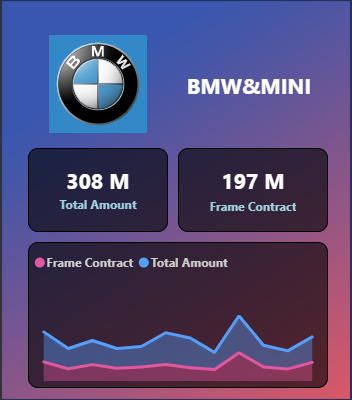 BMW
BMW&MINI
308 M
Total Amount
197 M
Frame Contract
Frame Contract Total Amount